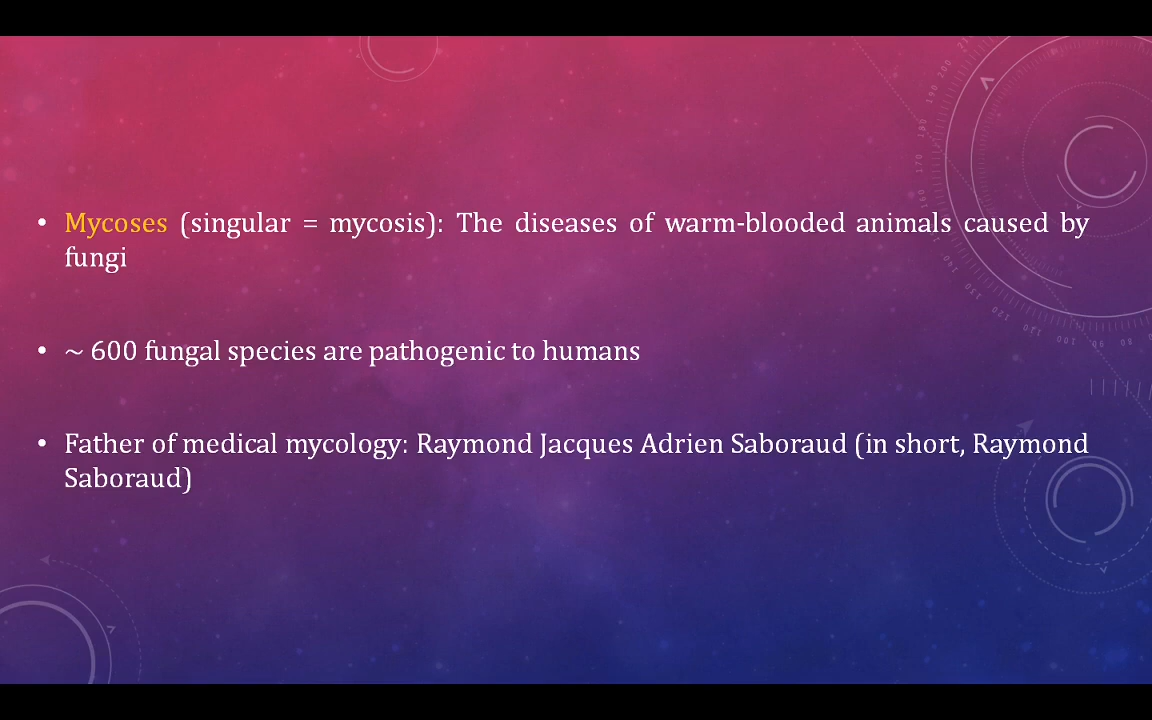 • Mycoses (singular = mycosis): The diseases of warm-blooded animals caused by
fungi
• ~ 600 fungal species are pathogenic to humans
• Father of medical mycology: Raymond Jacques Adrien Saboraud (in short, Raymond
Saboraud)